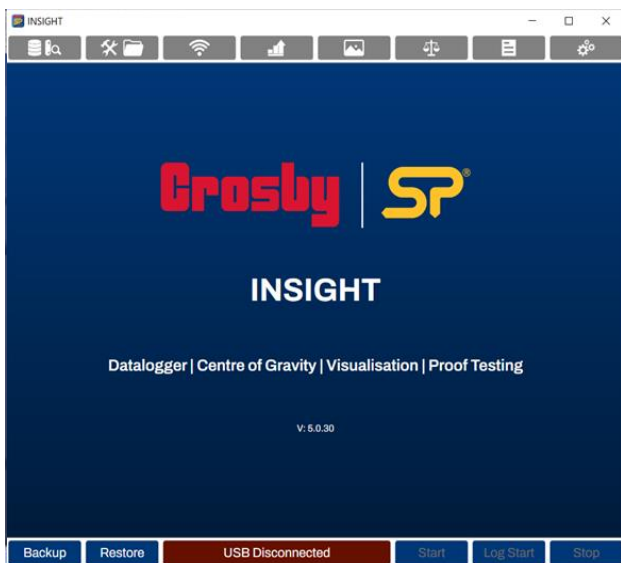 INSIGHT
Crosby | SP®
INSIGHT
Datalogger | Centre of Gravity | Visualisation | Proof Testing
V: 5.0.30
Backup Restore USB Disconnected Start Log Start Stop